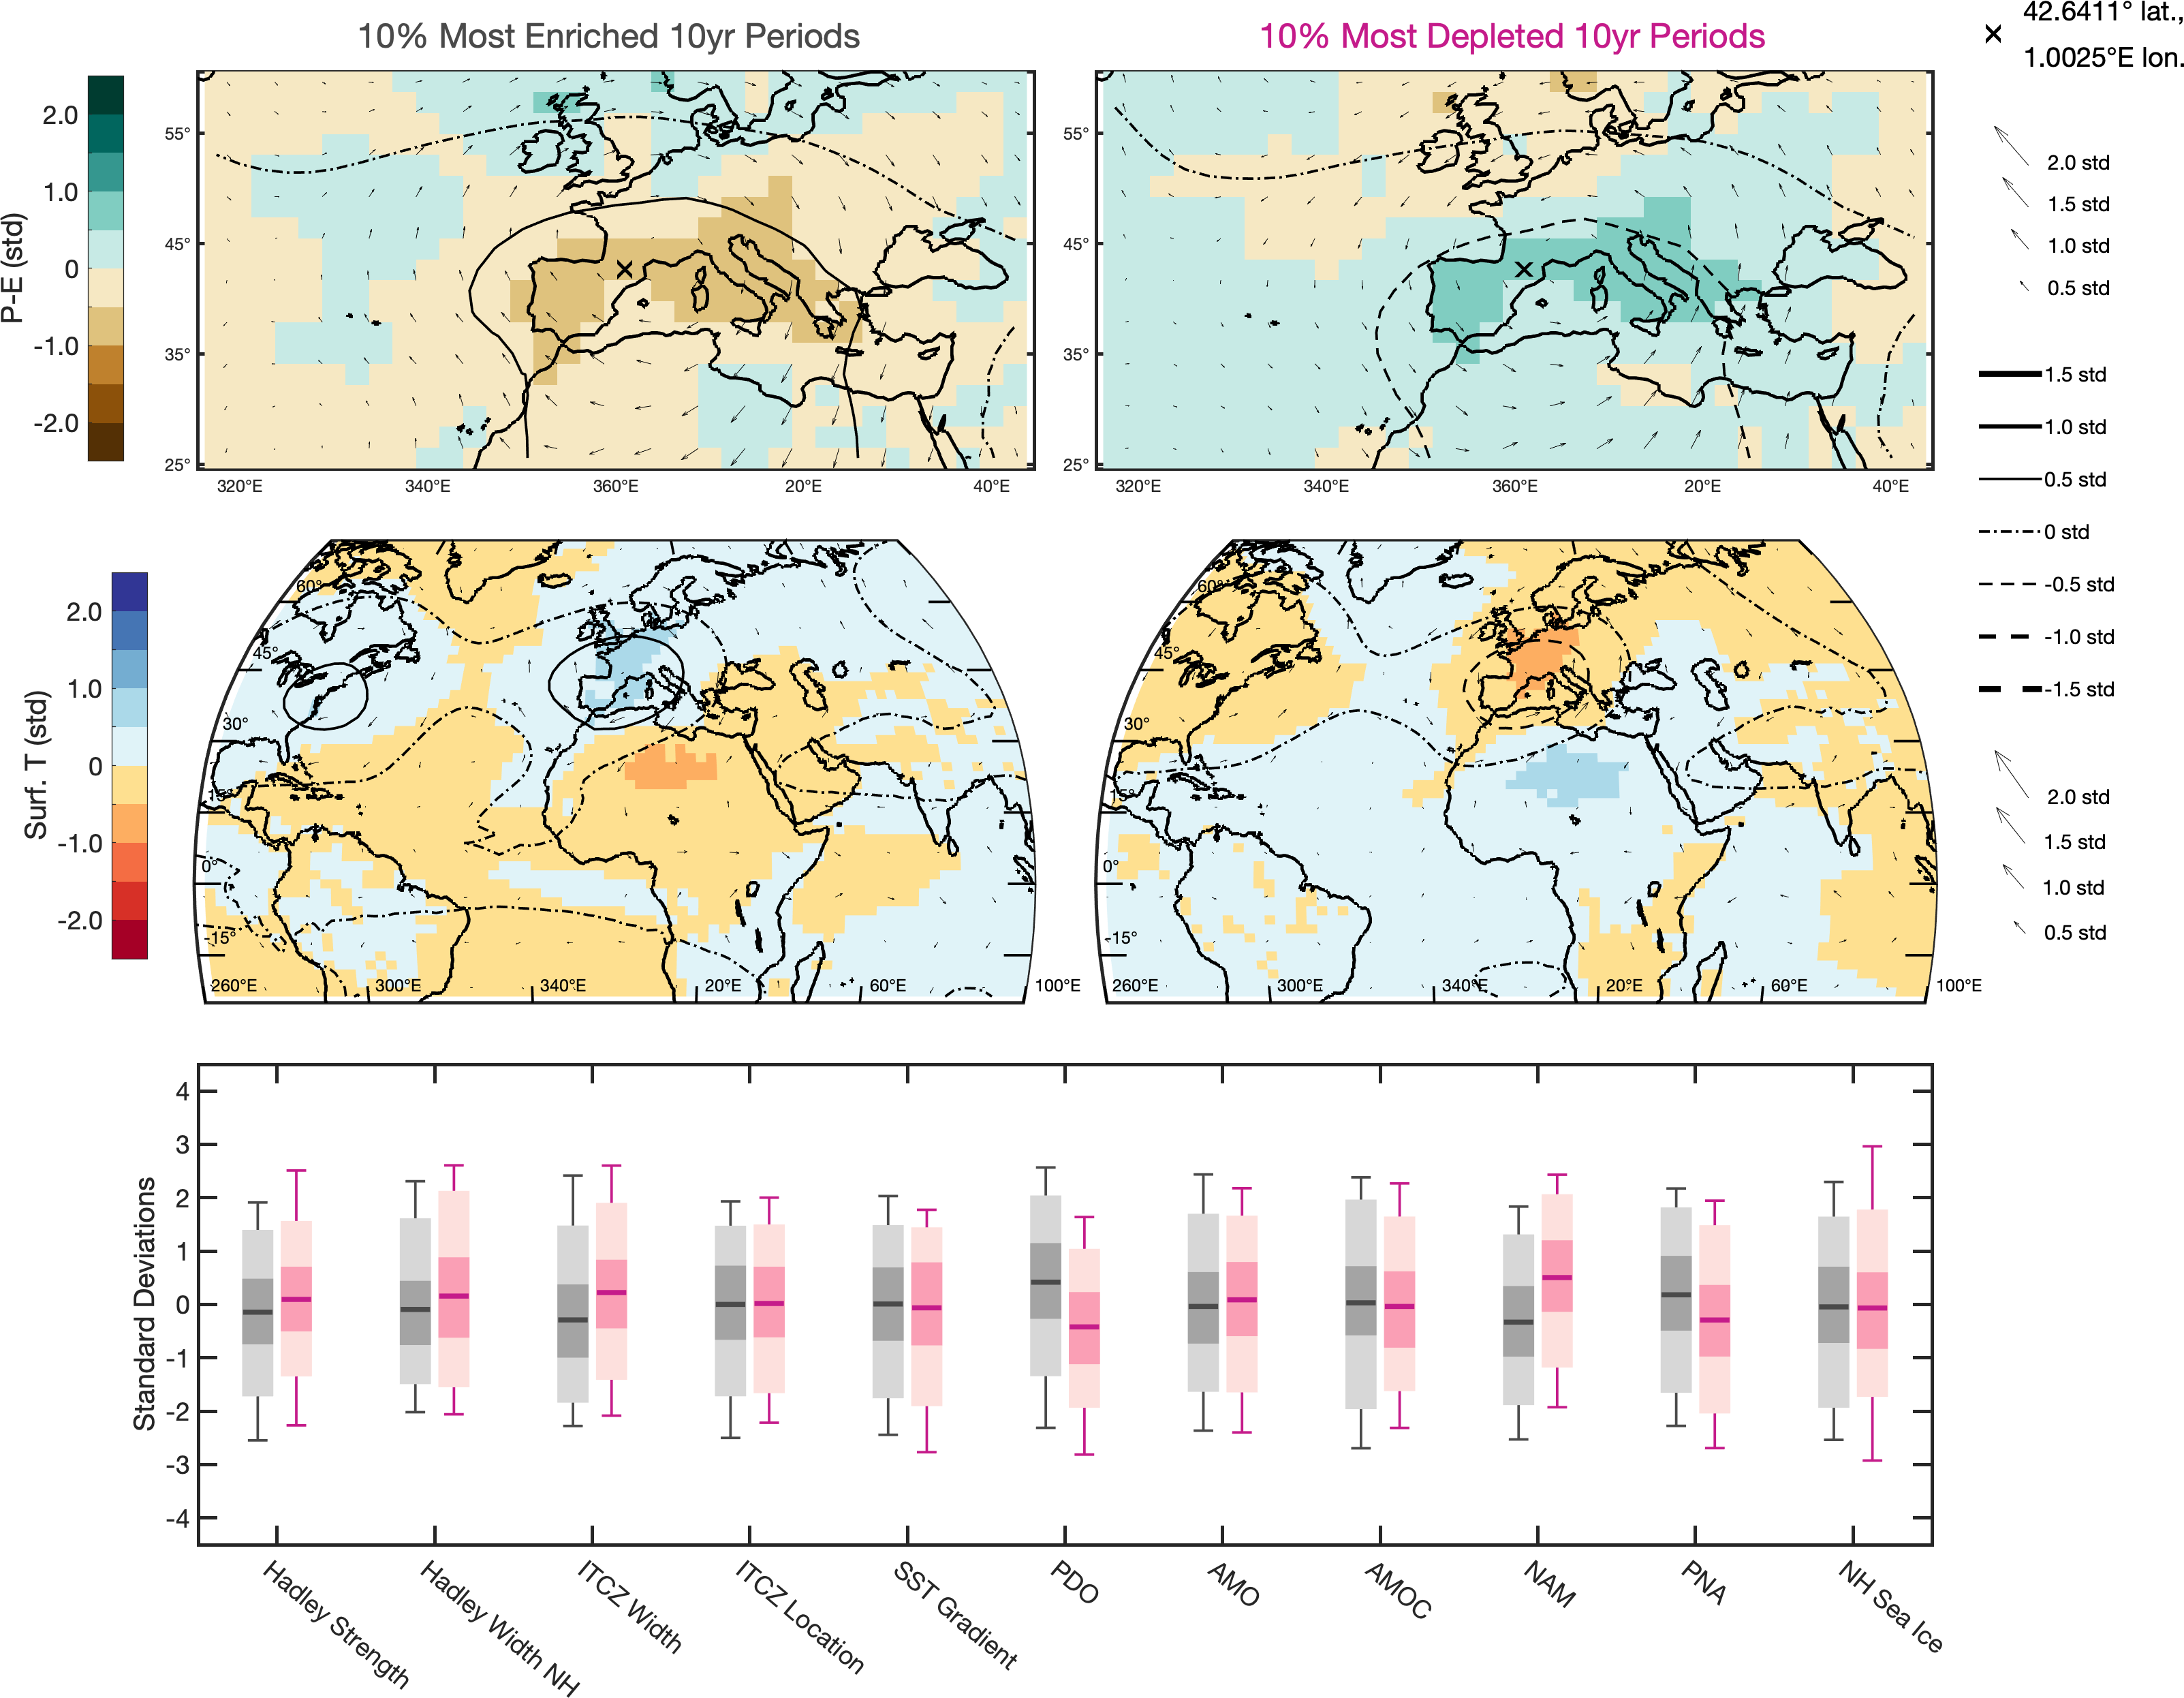 10% Most Enriched 10yr Periods
10% Most Depleted 10yr Periods
42.6411° lat.,
1.0025°E lon.
P-E (std)
2.0
1.0
0
-1.0
-2.0
55°
45°
35°
25°
320°E
340°E
360°E
20°E
40°E
55°
45°
35°
25°
320°E
340°E
360°E
20°E
40°E
2.0 std
1.5 std
1.0 std
0.5 std
1.5 std
1.0 std
0.5 std
0 std
-0.5 std
-1.0 std
-1.5 std
Surf. T (std)
2.0
1.0
0
-1.0
-2.0
60°
45°
30°
15°
0°
-15°
260°E
300°E
340°E
20°E
60°E
100°E
60°
45°
30°
15°
0°
-15°
260°E
300°E
340°E
20°E
60°E
100°E
2.0 std
1.5 std
1.0 std
0.5 std
Standard Deviations
4
3
2
1
0
-1
-2
-3
-4
Hadley Strength
Hadley Width NH
ITCZ Width
ITCZ Location
SST Gradient
PDO
AMO
AMOC
NAM
PNA
NH Sea Ice